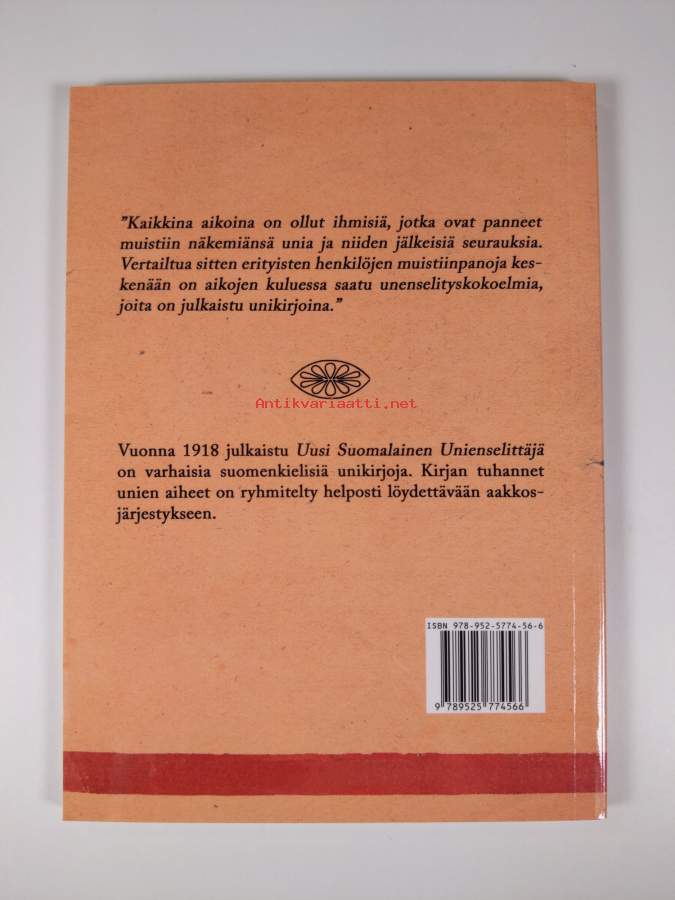 ”Kaikkina aikoina on ollut ihmisiä, jotka ovat panneet
muistiin näkemiänsä unia ja niiden jälkeisiä seurauksia.
Vertailtua sitten erityisten henkilöjen muistiinpanoja kes-
kenään on aikojen kuluessa saatu unenselityskokoelmia,
joita on julkaistu unikirjoina.”
Antikvariaatti.net
Vuonna 1918 julkaistu Uusi Suomalainen Unienselittäjä
on varhaisia suomenkielisiä unikirjoja. Kirjan tuhannet
unien aiheet on ryhmitelty helposti löydettävään aakkos-
järjestykseen.
ISBN 978-952-5774-56-6
9 789525 774566